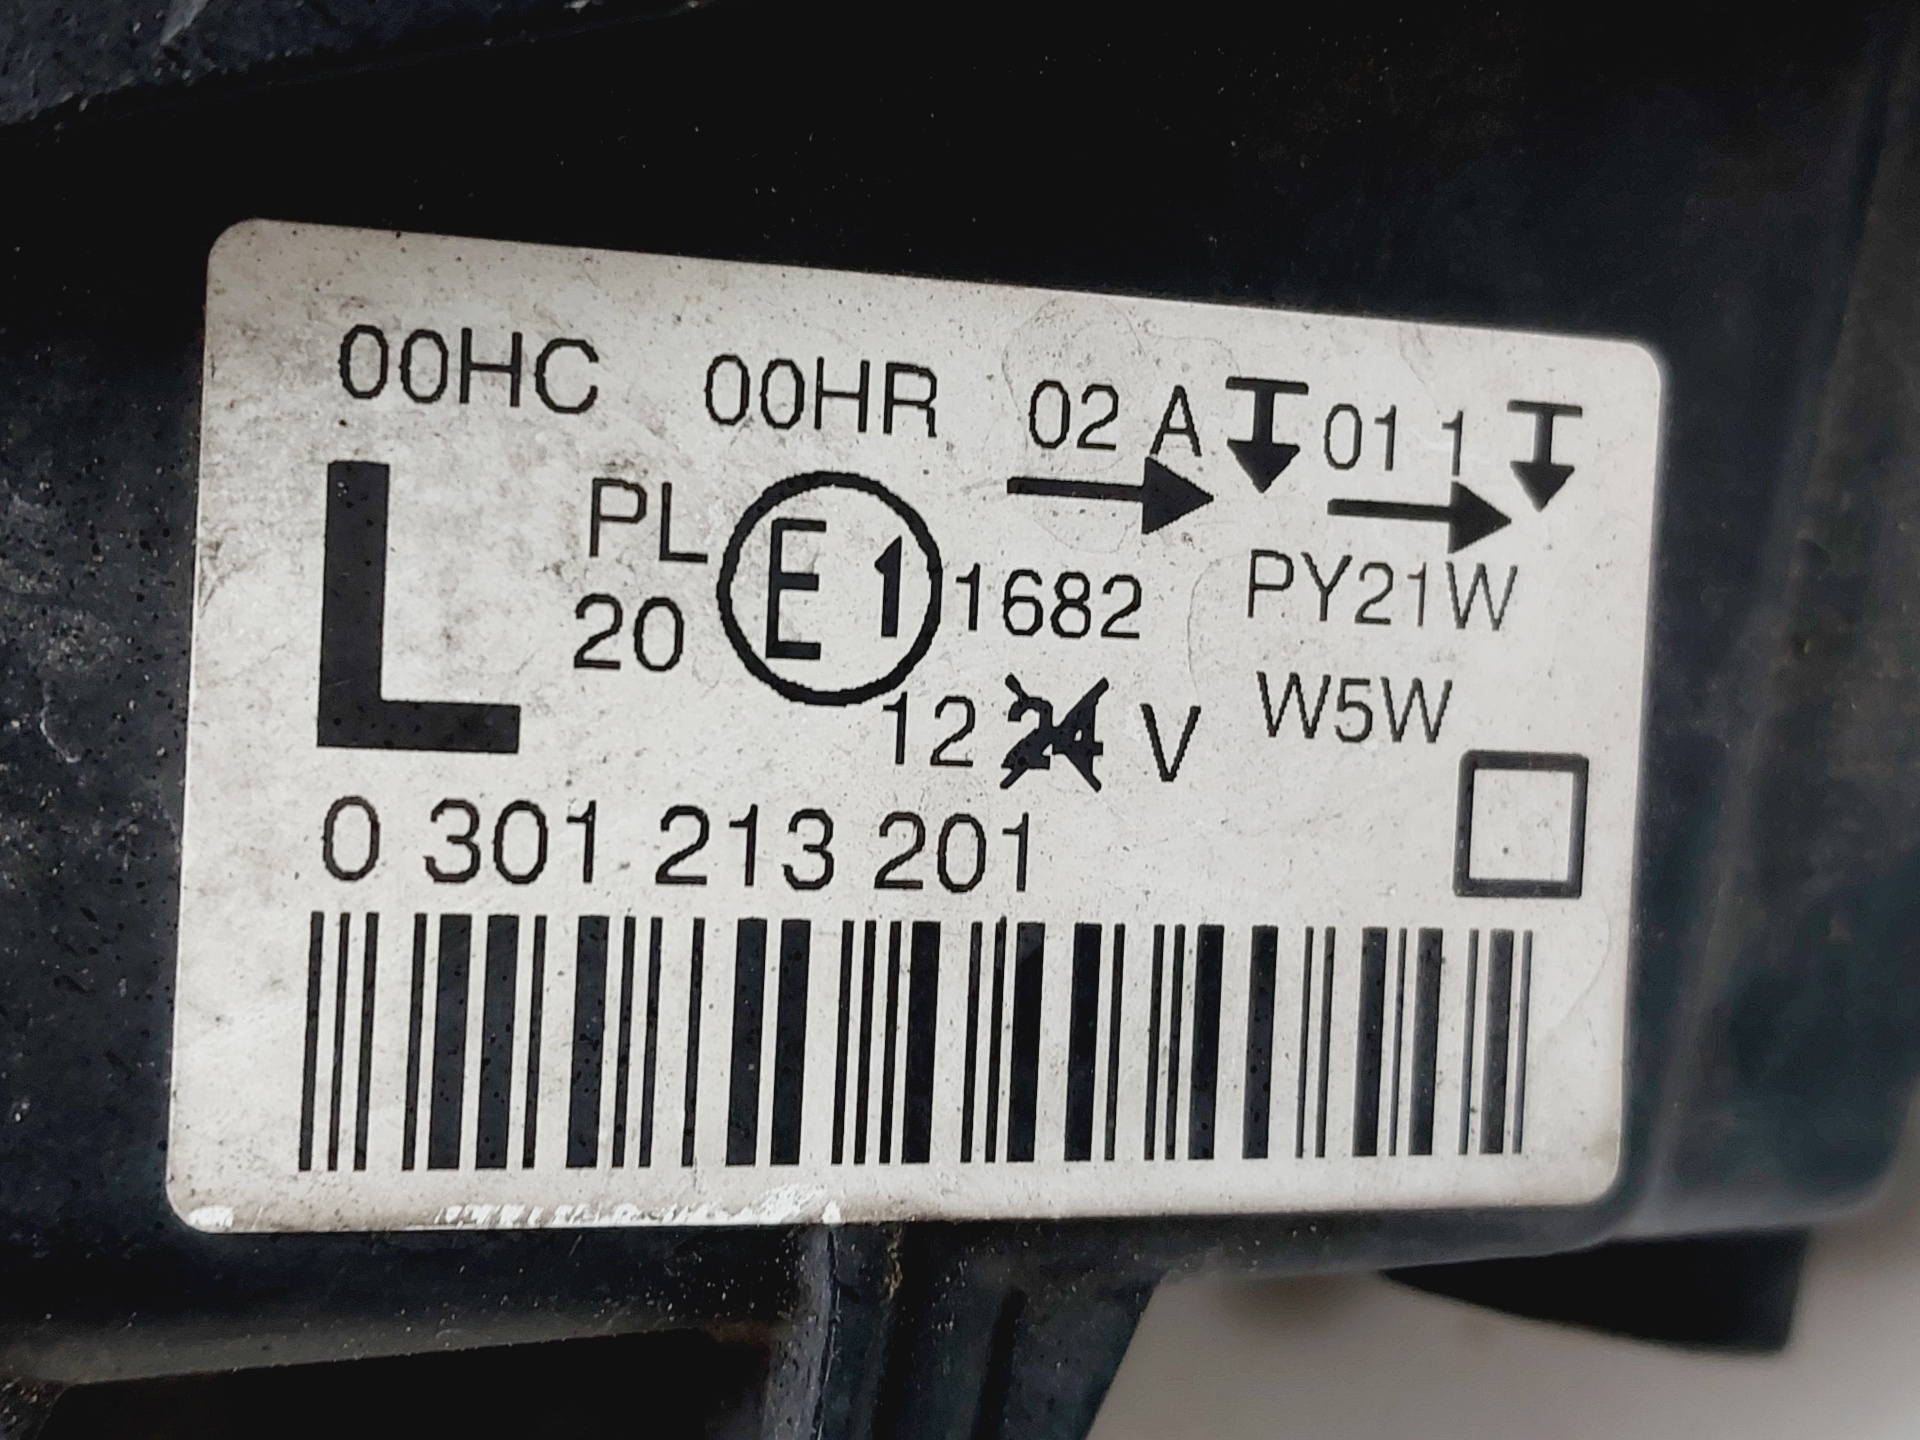 00HC 00HR 02 A 01 1
L PL E1 1682 PY21W
20 12 24 V W5W
0 301 213 201